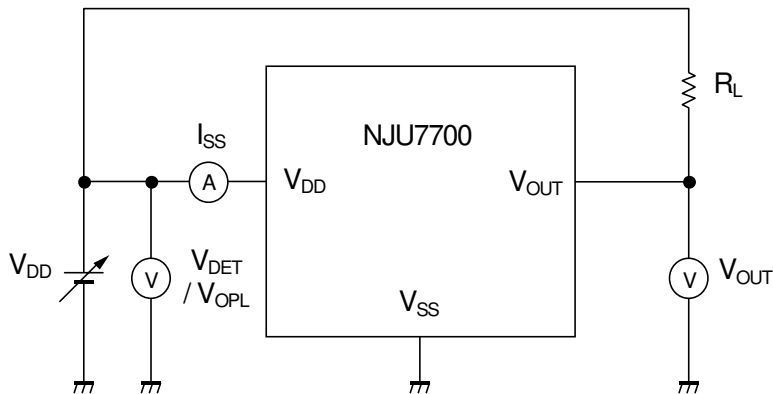 R_L
NJU7700
I_SS
A
V_DD
V_OUT
V_DD
V
V_DET
/ V_OPL
V_SS
V
V_OUT